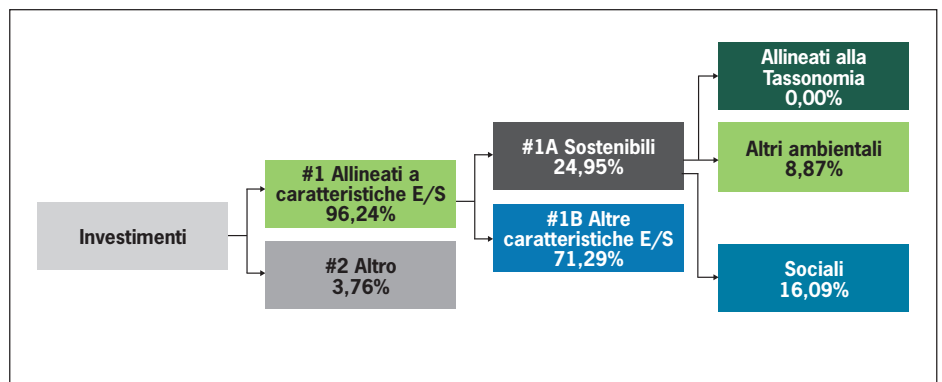 Investimenti
#1 Allineati a
caratteristiche E/S
96,24%
#2 Altro
3,76%
#1A Sostenibili
24,95%
#1B Altre
caratteristiche E/S
71,29%
Allineati alla
Tassonomia
0,00%
Altri ambientali
8,87%
Sociali
16,09%